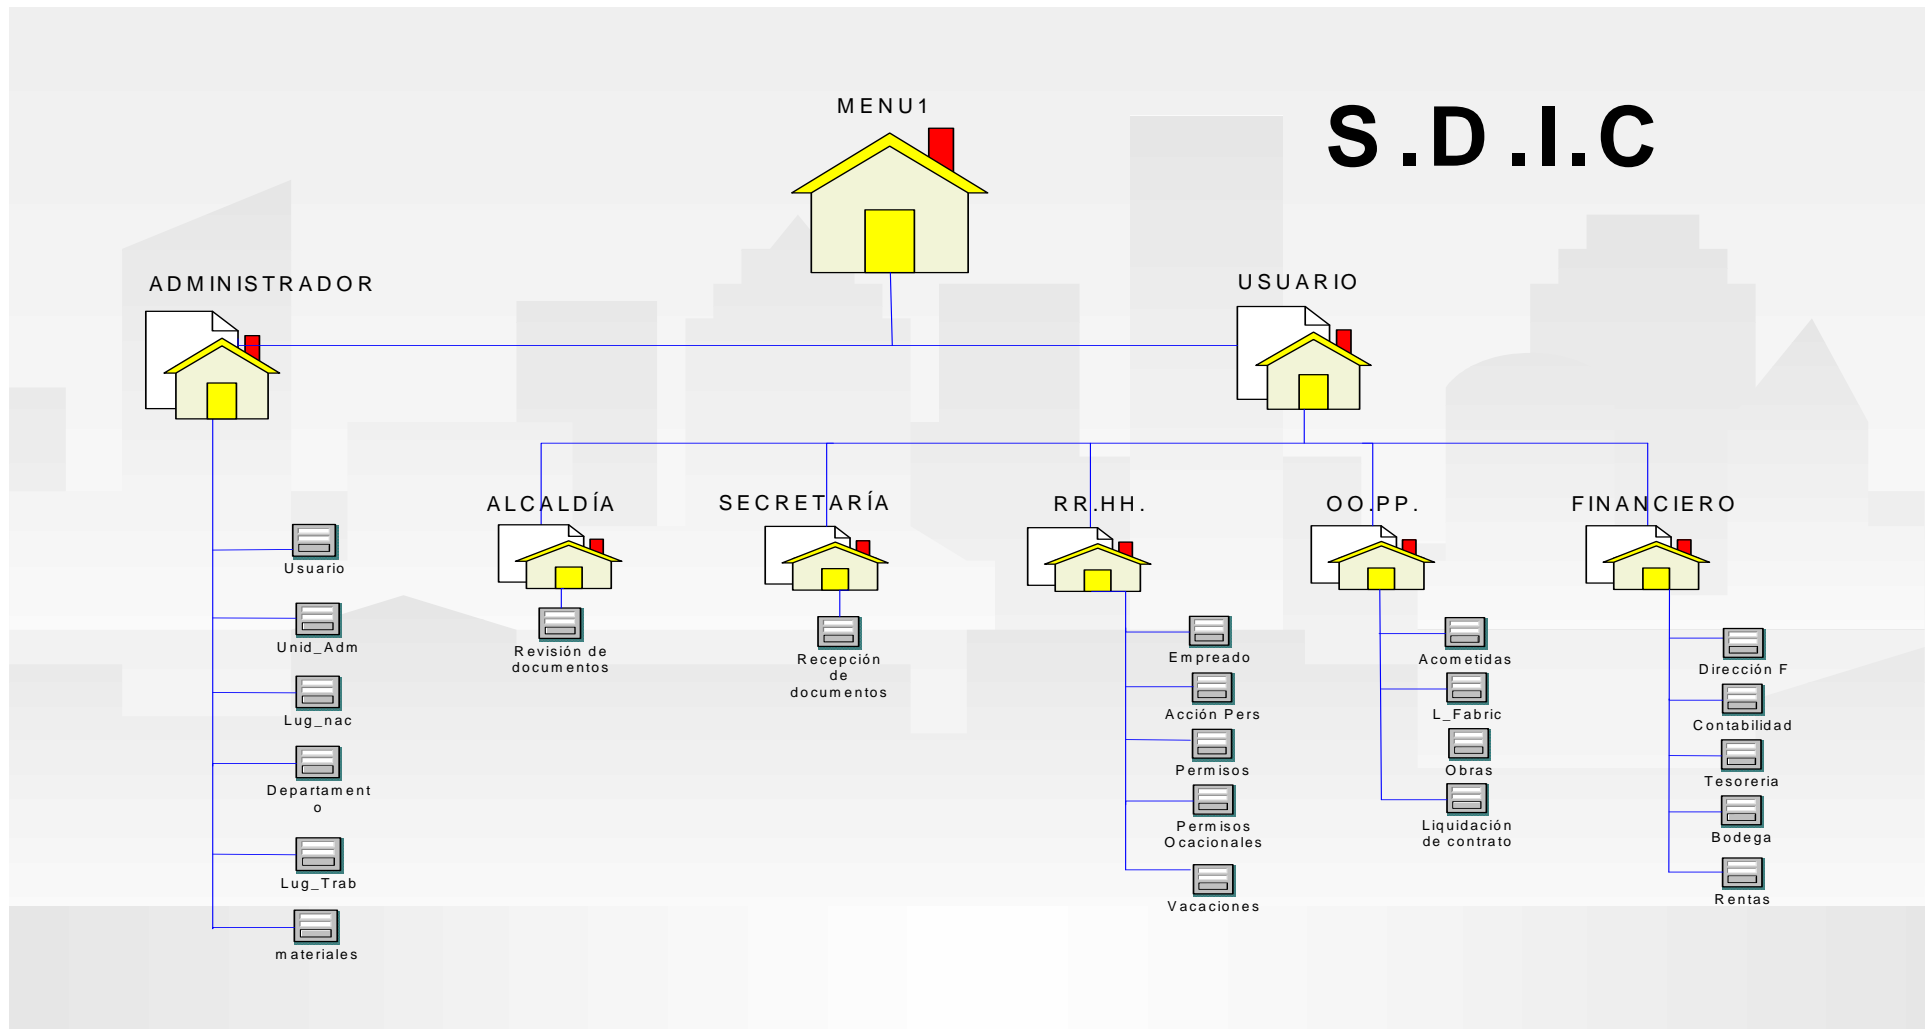 MENU1
S.D.I.C
ADMINISTRADOR
USUARIO
ALCALDÍA
SECRETARÍA
RR.HH.
OO.PP.
FINANCIERO
Usuario
Unid_Adm
Lug_nac
Departament
o
Lug_Trab
materiales
Revisión de
documentos
Recepción
de
documentos
Empreado
Acción Pers
Permisos
Permisos
Ocacionales
Vacaciones
Acometidas
L_Fabric
Obras
Liquidación
de contrato
Dirección F
Contabilidad
Tesoreria
Bodega
Rentas